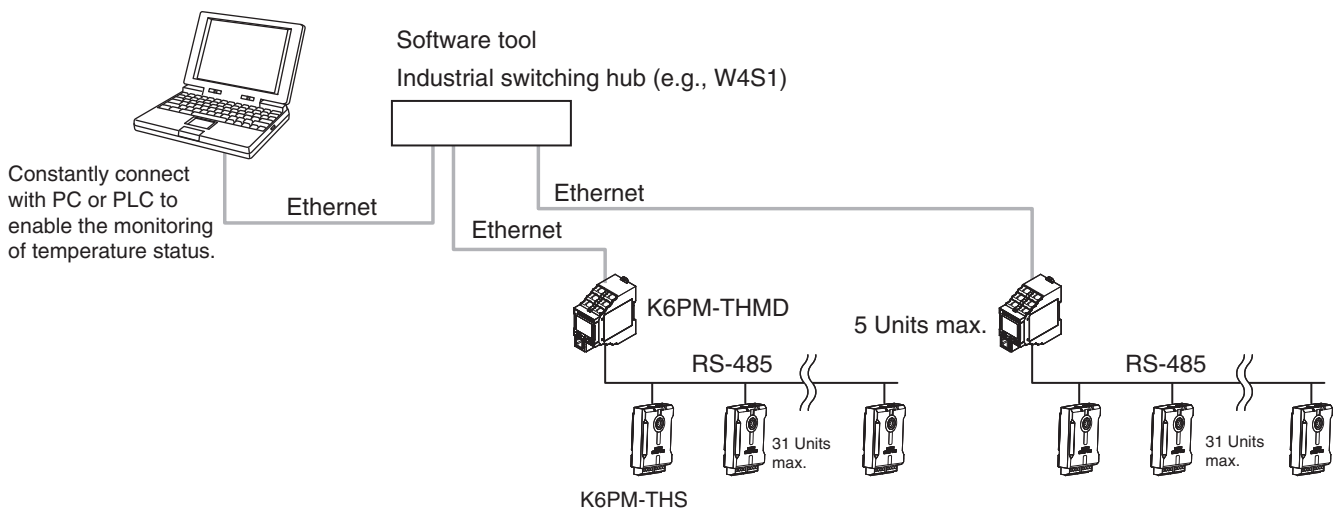 Software tool
Industrial switching hub (e.g., W4S1)
Constantly connect
with PC or PLC to
enable the monitoring
of temperature status.
Ethernet
Ethernet
Ethernet
K6PM-THMD
5 Units max.
RS-485
RS-485
31 Units
max.
31 Units
max.
K6PM-THS